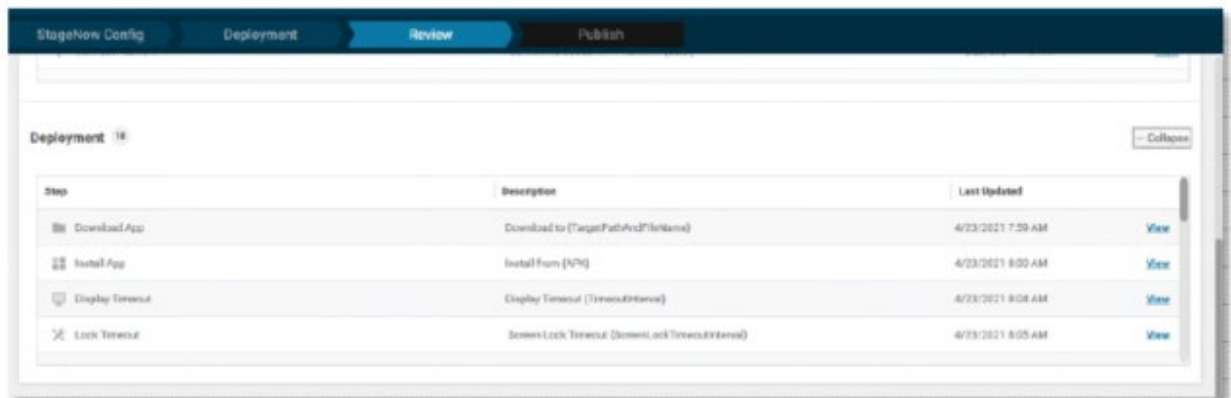 StageNow Config Deployment Review Publish
Deployment 18
Collapse
Step Description Last Updated
Download App Download to {TargetPathAndFileName} 4/23/2021 7:59 AM View
Install App Install from {APK} 4/23/2021 8:00 AM View
Display Timeout Display Timeout {TimeoutInterval} 4/23/2021 8:04 AM View
Lock Timeout Screen Lock Timeout {ScreenLockTimeoutInterval} 4/23/2021 8:05 AM View